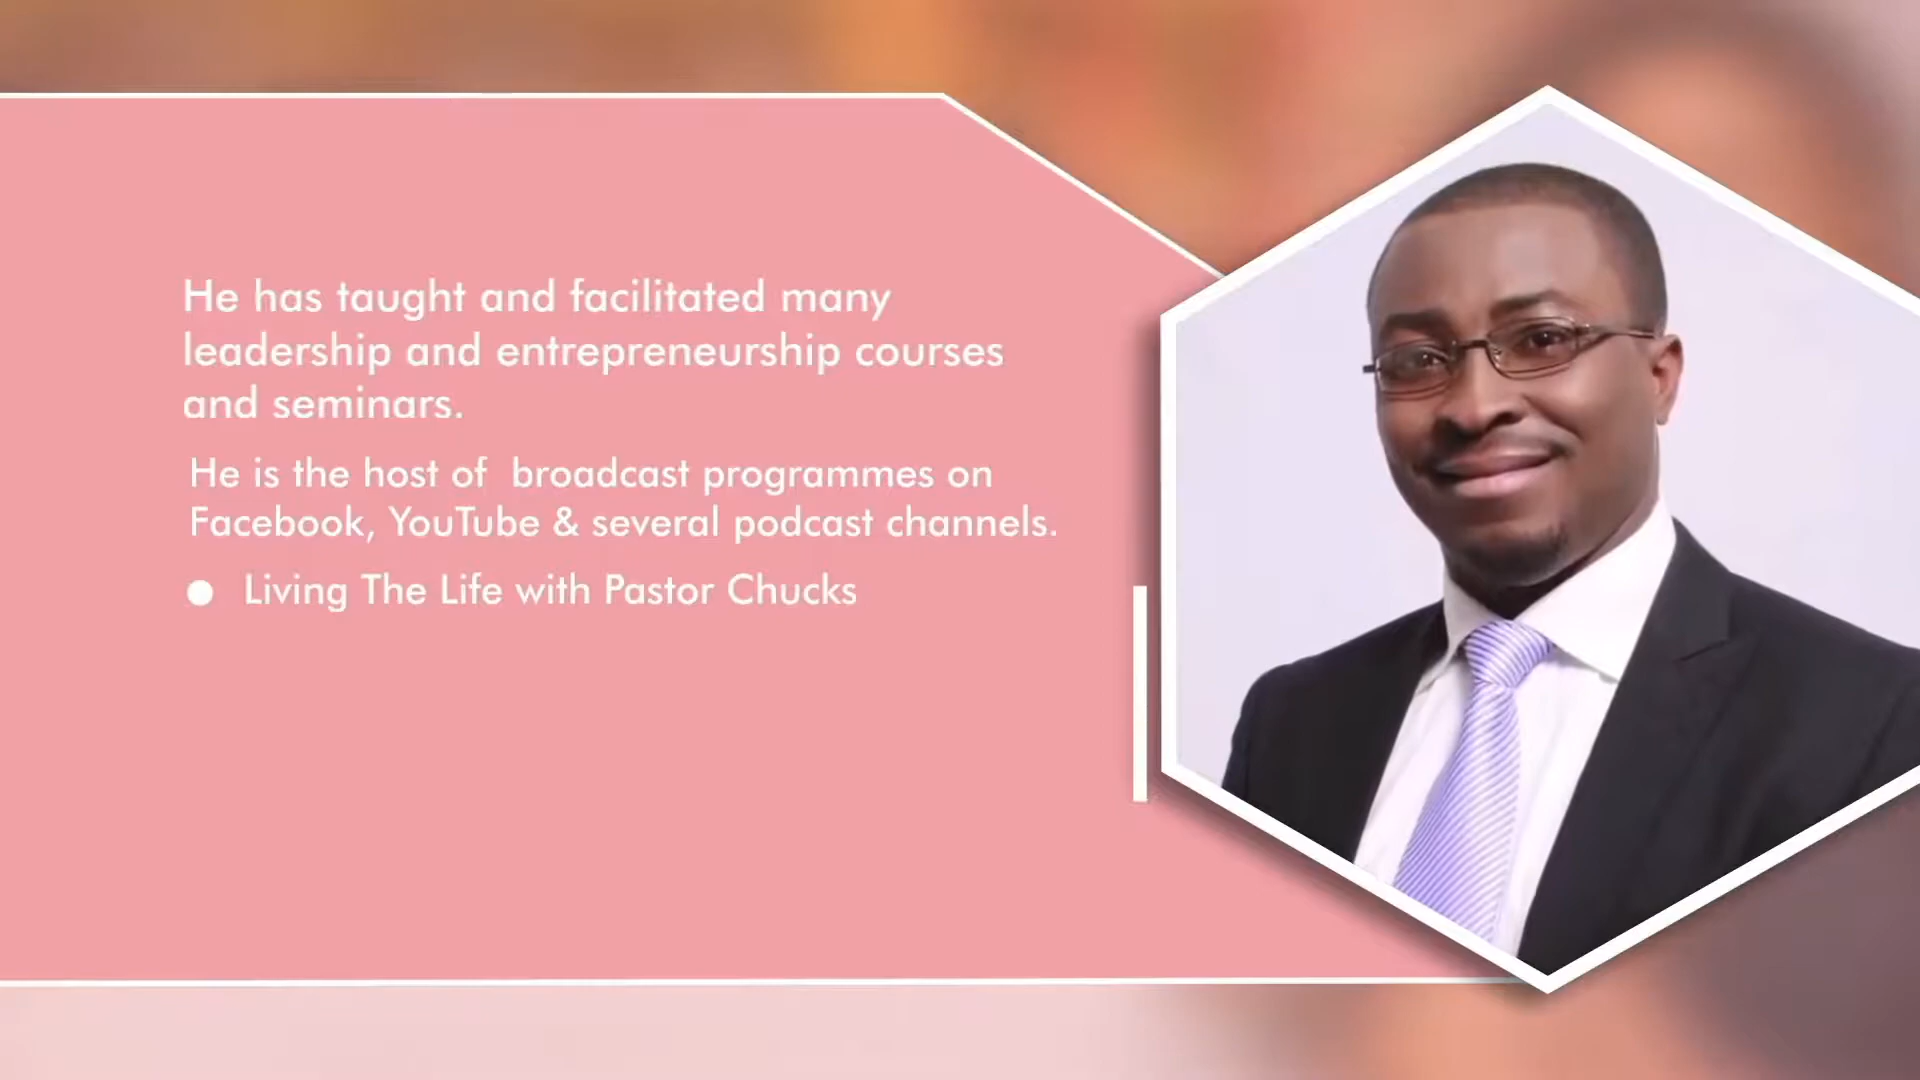 He has taught and facilitated many
leadership and entrepreneurship courses
and seminars.
He is the host of  broadcast programmes on
Facebook, YouTube & several podcast channels.
● Living The Life with Pastor Chucks